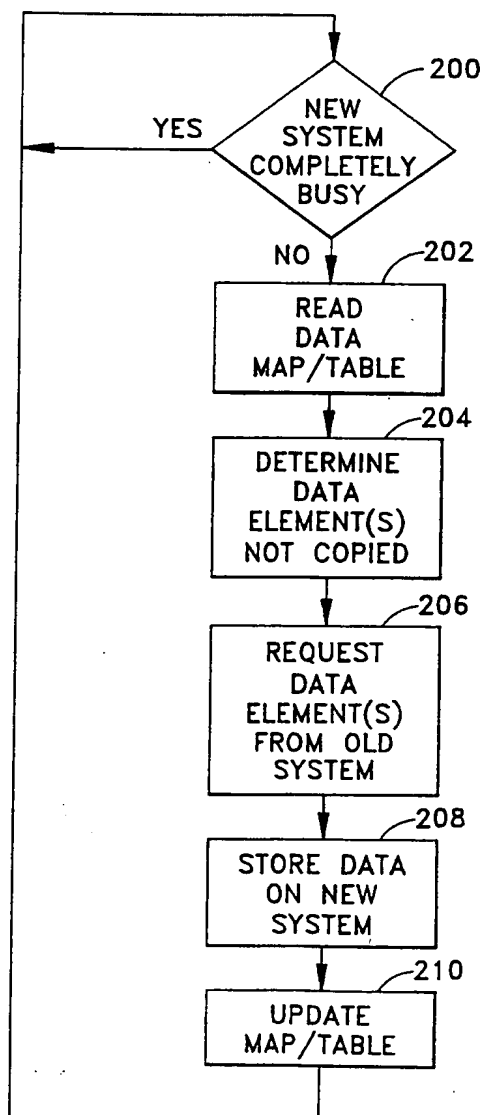 200
NEW
SYSTEM
COMPLETELY
BUSY
YES
NO
202
READ
DATA
MAP/TABLE
204
DETERMINE
DATA
ELEMENT(S)
NOT COPIED
206
REQUEST
DATA
ELEMENT(S)
FROM OLD
SYSTEM
208
STORE DATA
ON NEW
SYSTEM
210
UPDATE
MAP/TABLE